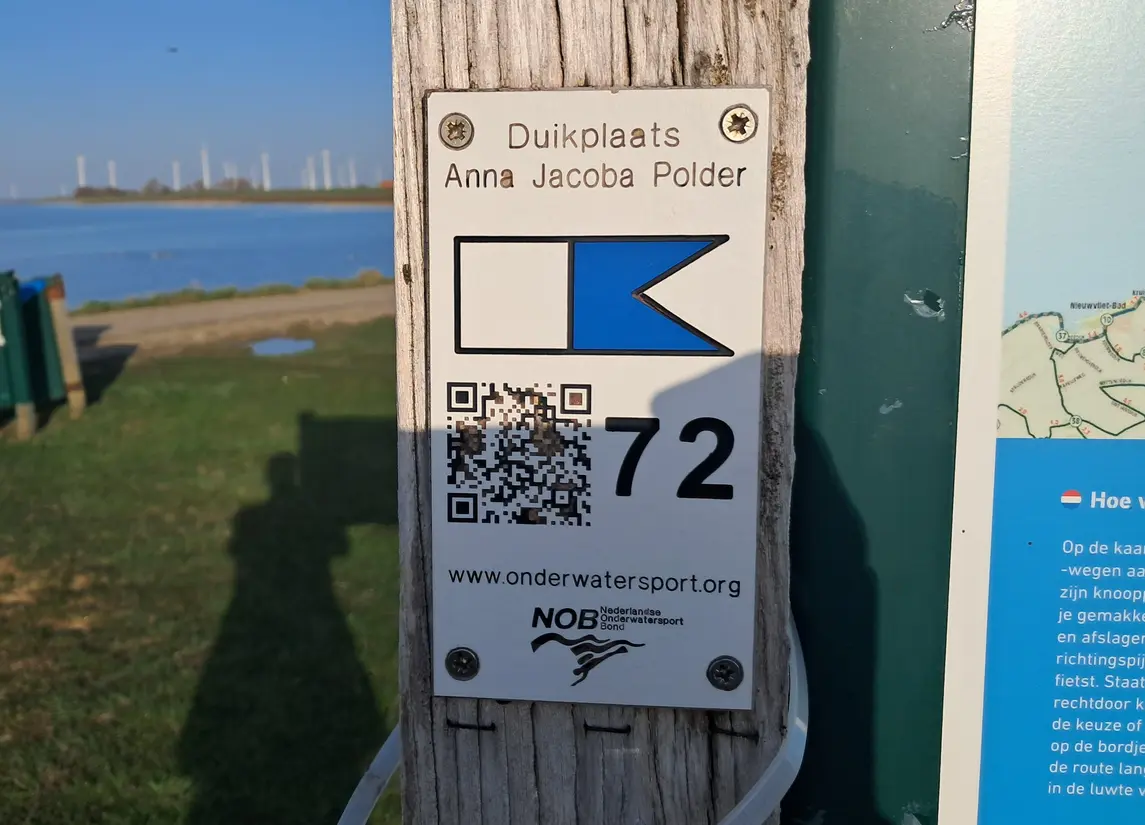 Duikplaats
Anna Jacoba Polder
72
www.onderwatersport.org
NOB Nederlandse
Onderwatersport
Bond
Nieuwvliet-Bad
Hoe
Op de kaar
-wegen aa
zijn knoopp
je gemakke
en afslagen
richtingspij
fietst. Staat
rechtdoor k
de keuze of
op de bordje
de route lang
in de luwte v